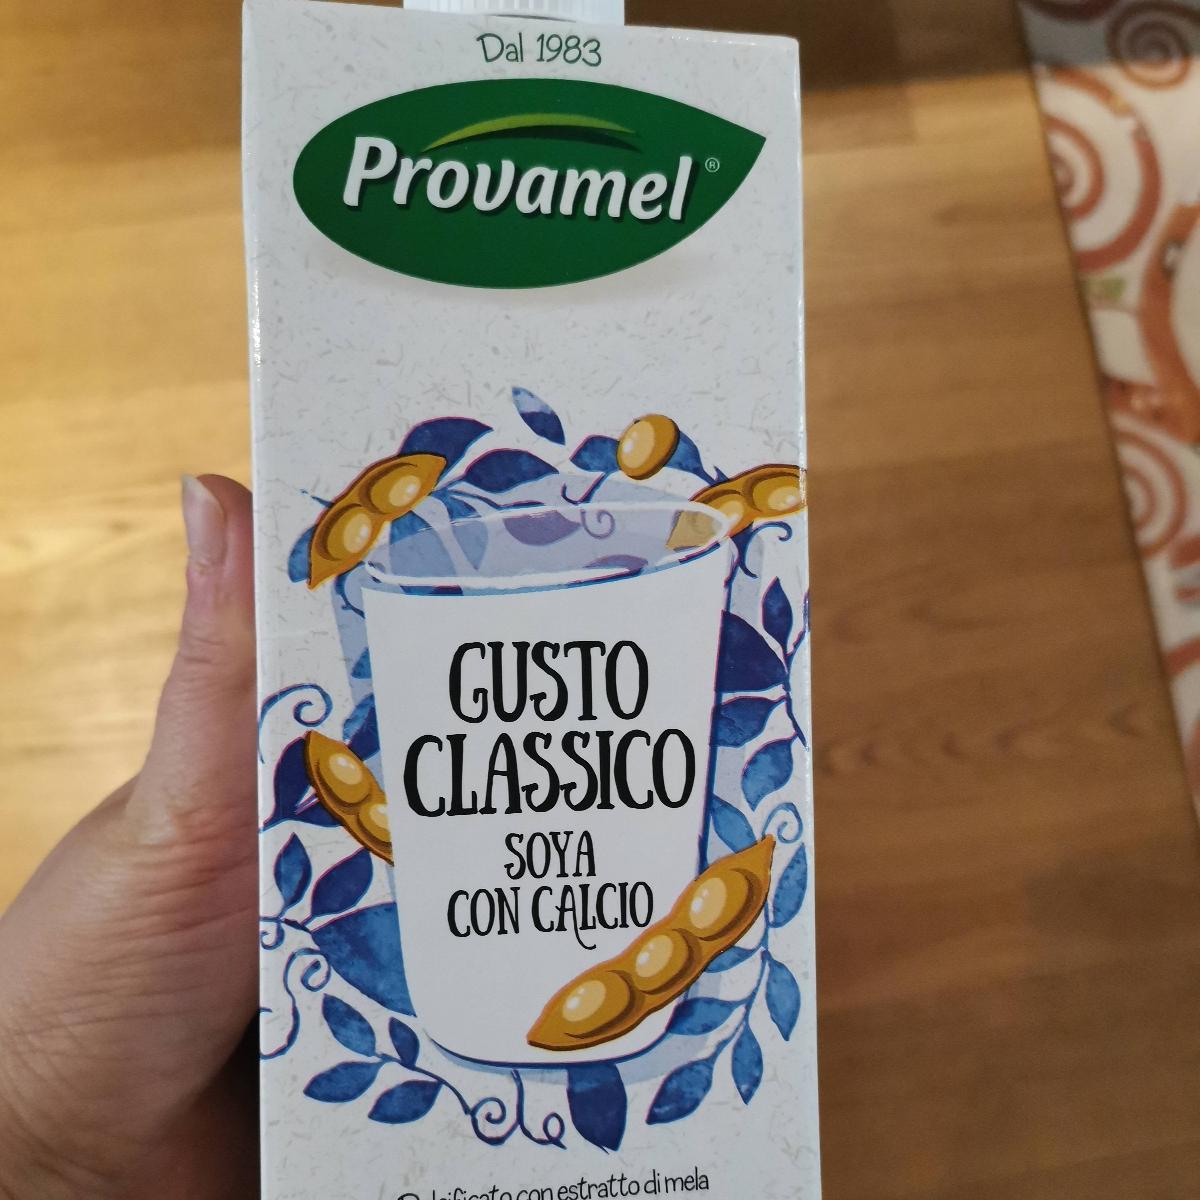 Dal 1983
Provamel®
GUSTO
CLASSICO
SOYA
CON CALCIO
con estratto di mela